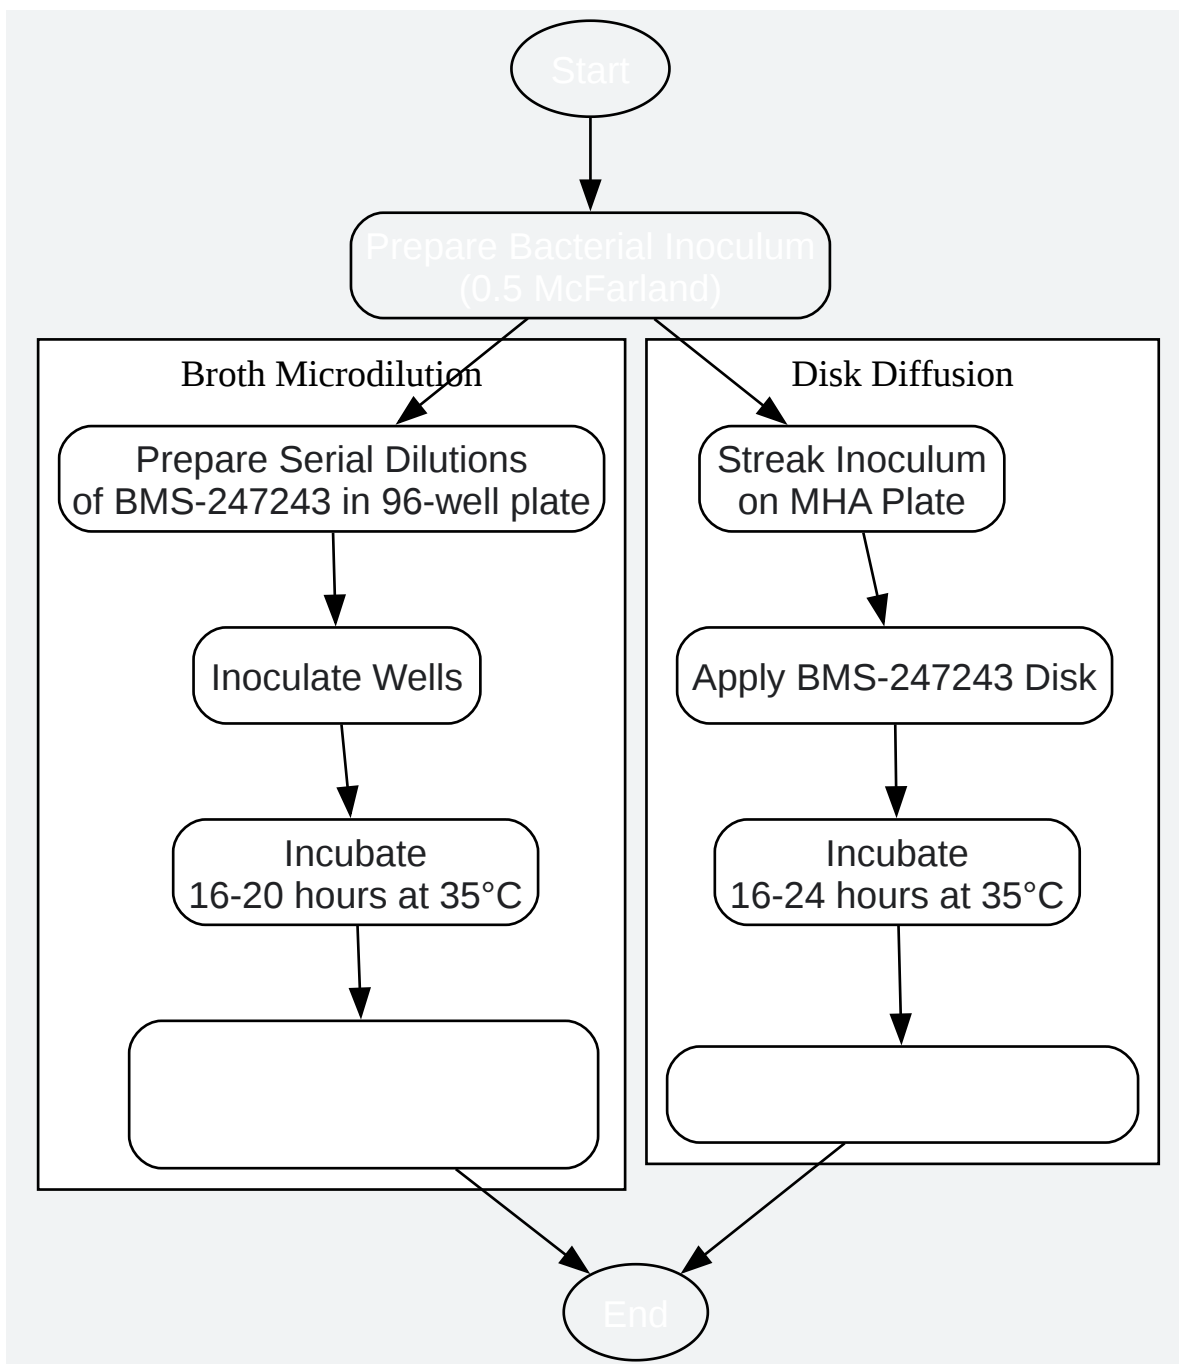 Start
Prepare Bacterial Inoculum
(0.5 McFarland)
Broth Microdilution
Prepare Serial Dilutions
of BMS-247243 in 96-well plate
Inoculate Wells
Incubate
16-20 hours at 35°C
Disk Diffusion
Streak Inoculum
on MHA Plate
Apply BMS-247243 Disk
Incubate
16-24 hours at 35°C
End